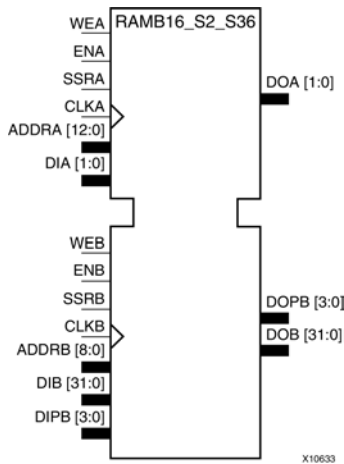 RAMB16_S2_S36
WEA
ENA
SSRA
CLKA
ADDRA [12:0]
DIA [1:0]
DOA [1:0]
WEB
ENB
SSRB
CLKB
ADDRB [8:0]
DIB [31:0]
DIPB [3:0]
DOPB [3:0]
DOB [31:0]
X10633